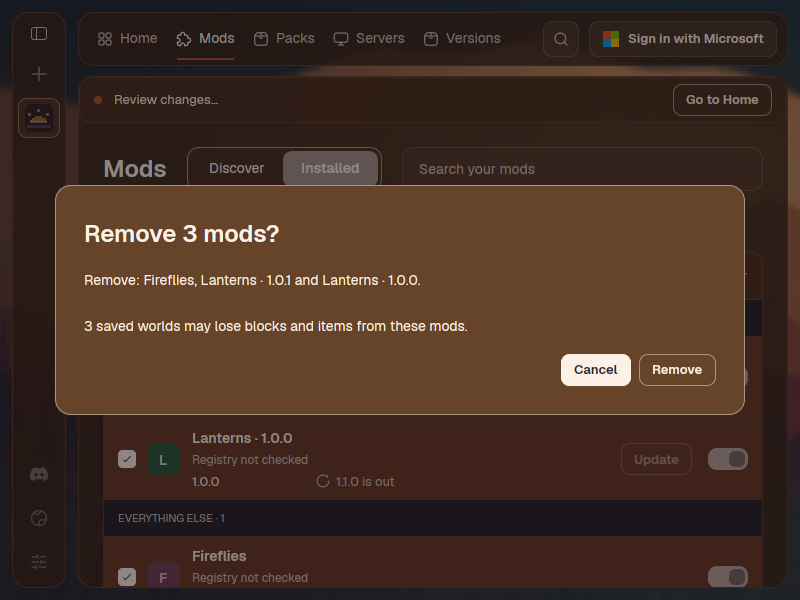 Home
Mods
Packs
Servers
Versions
Sign in with Microsoft
Review changes...
Go to Home
Mods
Discover
Installed
Search your mods
Remove 3 mods?
Remove: Fireflies, Lanterns · 1.0.1 and Lanterns · 1.0.0.
3 saved worlds may lose blocks and items from these mods.
Cancel
Remove
Lanterns · 1.0.0
L
Registry not checked
Update
1.0.0
1.1.0 is out
EVERYTHING ELSE · 1
Fireflies
F
Registry not checked